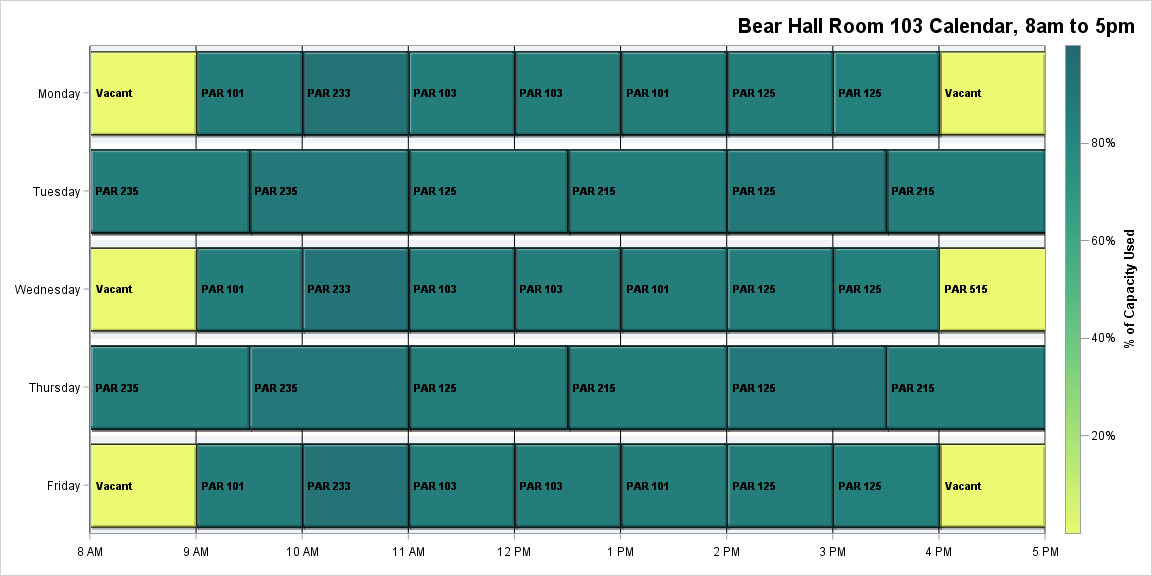 Bear Hall Room 103 Calendar, 8am to 5pm
Monday
Vacant
PAR 101
PAR 233
PAR 103
PAR 103
PAR 101
PAR 125
PAR 125
Vacant
Tuesday
PAR 235
PAR 235
PAR 125
PAR 215
PAR 125
PAR 215
Wednesday
Vacant
PAR 101
PAR 233
PAR 103
PAR 103
PAR 101
PAR 125
PAR 125
PAR 515
Thursday
PAR 235
PAR 235
PAR 125
PAR 215
PAR 125
PAR 215
Friday
Vacant
PAR 101
PAR 233
PAR 103
PAR 103
PAR 101
PAR 125
PAR 125
Vacant
8 AM
9 AM
10 AM
11 AM
12 PM
1 PM
2 PM
3 PM
4 PM
5 PM
80%
60%
40%
20%
% of Capacity Used